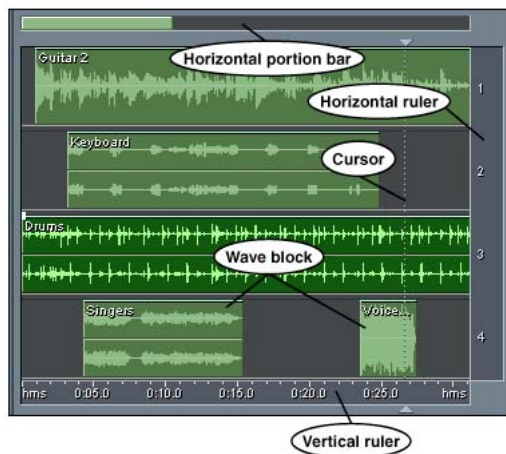 Guitar 2
Horizontal portion bar
1
Horizontal ruler
Keyboard
2
Cursor
Drums
3
Wave block
Singers
Voice...
4
hms 0:05.0 0:10.0 0:15.0 0:20.0 0:25.0 hms
Vertical ruler